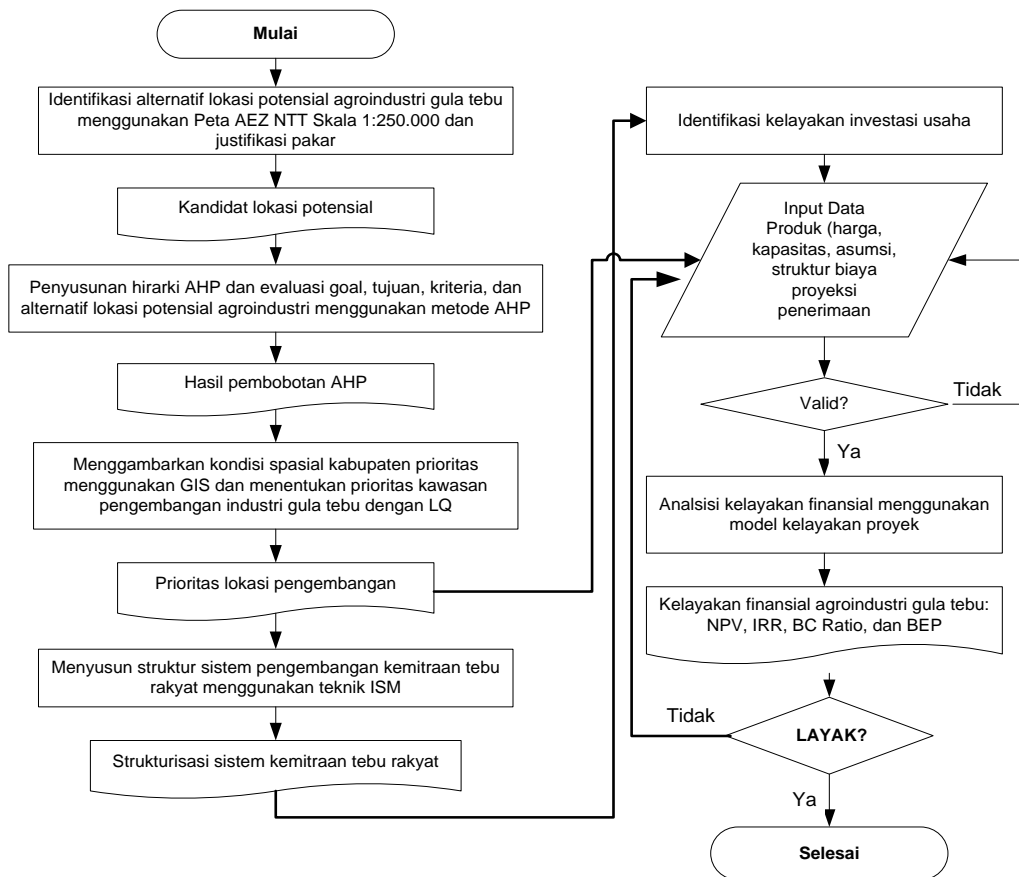 Mulai
Identifikasi alternatif lokasi potensial agroindustri gula tebu
menggunakan Peta AEZ NTT Skala 1:250.000 dan
justifikasi pakar
Kandidat lokasi potensial
Penyusunan hirarki AHP dan evaluasi goal, tujuan, kriteria, dan
alternatif lokasi potensial agroindustri menggunakan metode AHP
Hasil pembobotan AHP
Menggambarkan kondisi spasial kabupaten prioritas
menggunakan GIS dan menentukan prioritas kawasan
pengembangan industri gula tebu dengan LQ
Prioritas lokasi pengembangan
Menyusun struktur sistem pengembangan kemitraan tebu
rakyat menggunakan teknik ISM
Strukturisasi sistem kemitraan tebu rakyat
Identifikasi kelayakan investasi usaha
Input Data
Produk (harga,
kapasitas, asumsi,
struktur biaya
proyeksi
penerimaan
Valid?
Tidak
Ya
Analsisi kelayakan finansial menggunakan
model kelayakan proyek
Kelayakan finansial agroindustri gula tebu:
NPV, IRR, BC Ratio, dan BEP
Tidak
LAYAK?
Ya
Selesai